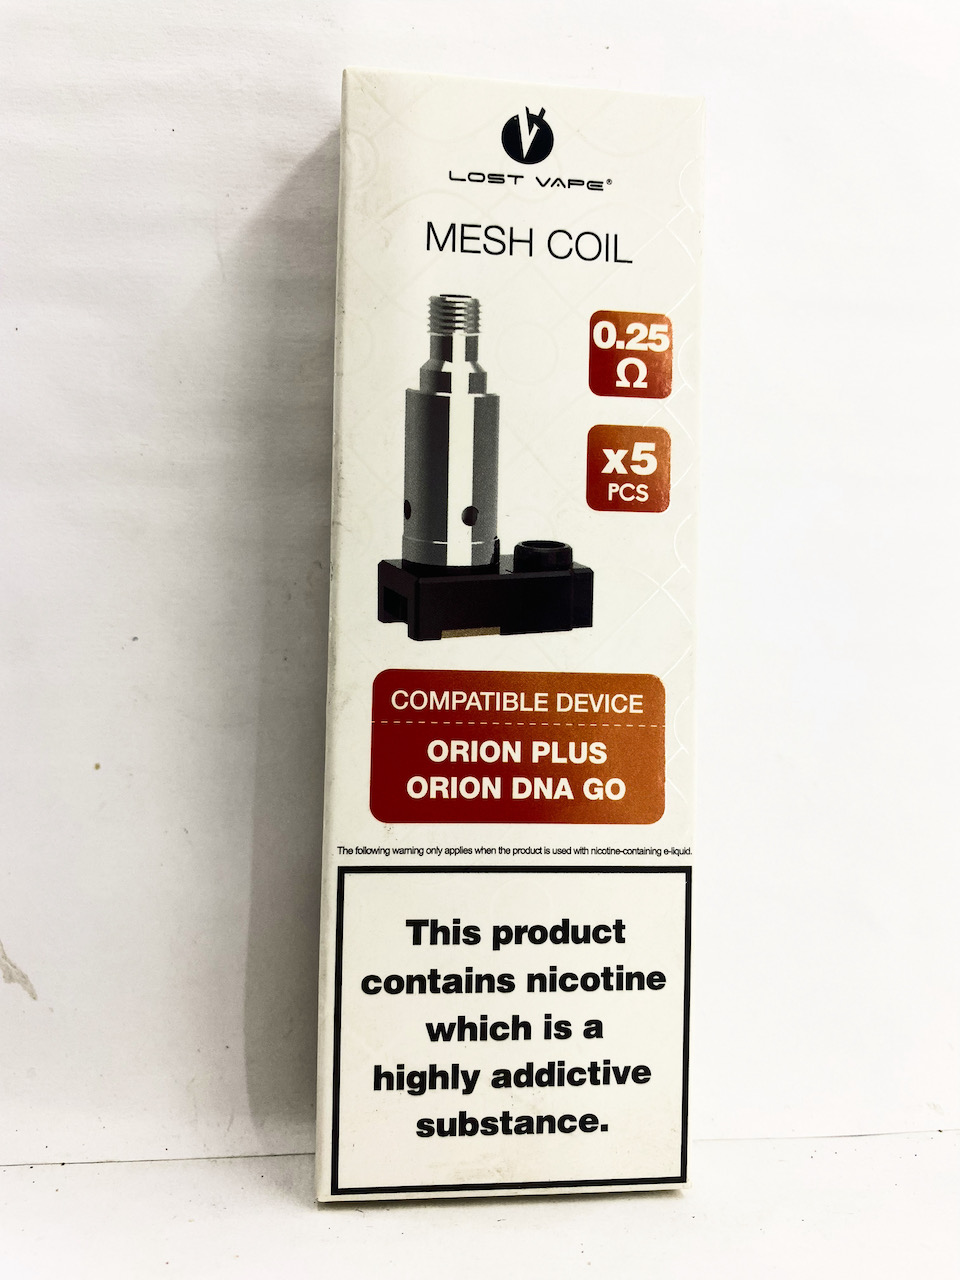 LOST VAPE®
MESH COIL
0.25
Ω
x5
PCS
COMPATIBLE DEVICE
ORION PLUS
ORION DNA GO
The following warning only applies when the product is used with nicotine-containing e-liquid.
This product
contains nicotine
which is a
highly addictive
substance.